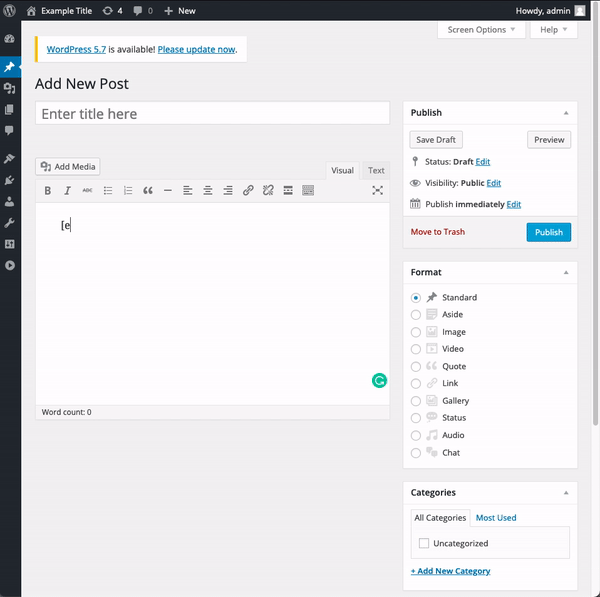 Example Title 4 0 + New Howdy, admin
Screen Options Help
WordPress 5.7 is available! Please update now.
Add New Post
Enter title here
Add Media
Visual Text
B I ABC
[e
Word count: 0
Publish
Save Draft Preview
Status: Draft Edit
Visibility: Public Edit
Publish immediately Edit
Move to Trash Publish
Format
Standard
Aside
Image
Video
Quote
Link
Gallery
Status
Audio
Chat
Categories
All Categories Most Used
Uncategorized
+ Add New Category